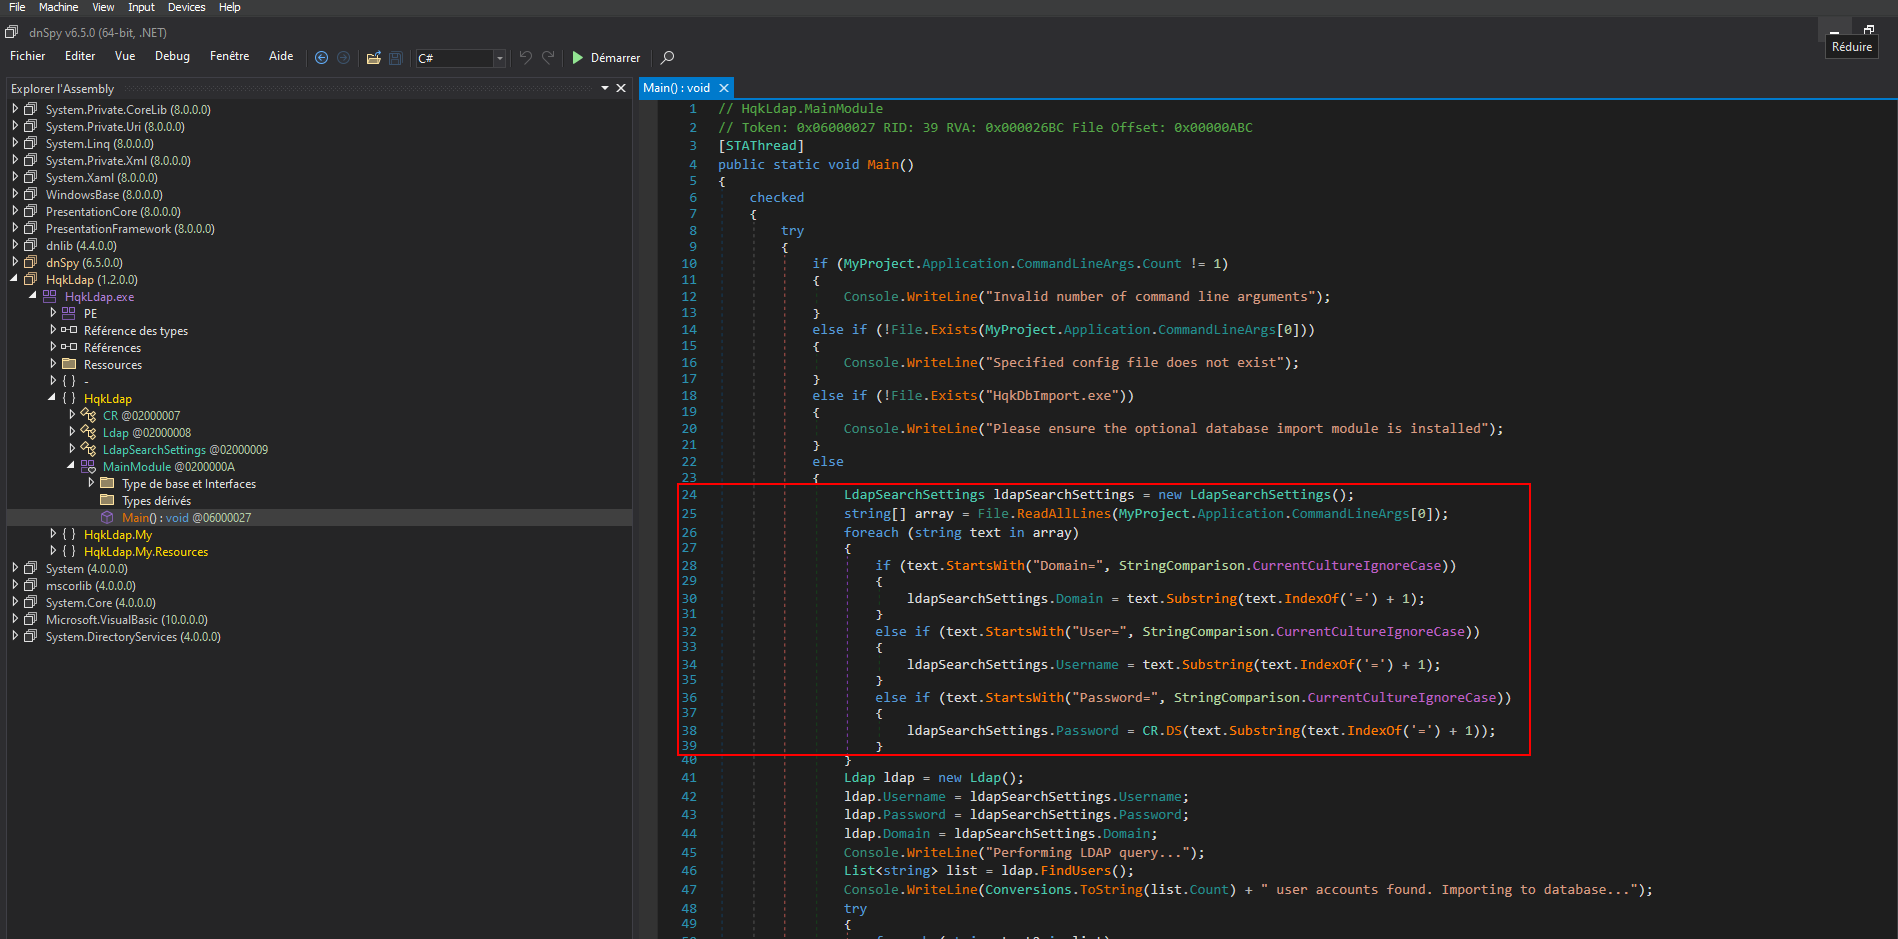 File Machine View Input Devices Help
dnSpy v6.5.0 (64-bit, .NET)
Réduire
Fichier Editer Vue Debug Fenêtre Aide C# Démarrer
Explorer l'Assembly
System.Private.CoreLib (8.0.0.0)
System.Private.Uri (8.0.0.0)
System.Linq (8.0.0.0)
System.Private.Xml (8.0.0.0)
System.Xaml (8.0.0.0)
WindowsBase (8.0.0.0)
PresentationCore (8.0.0.0)
PresentationFramework (8.0.0.0)
dnlib (4.4.0.0)
dnSpy (6.5.0.0)
HqkLdap (1.2.0.0)
HqkLdap.exe
PE
Référence des types
Références
Ressources
{ } -
{ } HqkLdap
CR @02000007
Ldap @02000008
LdapSearchSettings @02000009
MainModule @0200000A
Type de base et Interfaces
Types dérivés
Main() : void @06000027
{ } HqkLdap.My
{ } HqkLdap.My.Resources
System (4.0.0.0)
mscorlib (4.0.0.0)
System.Core (4.0.0.0)
Microsoft.VisualBasic (10.0.0.0)
System.DirectoryServices (4.0.0.0)
Main() : void
1 // HqkLdap.MainModule
2 // Token: 0x06000027 RID: 39 RVA: 0x000026BC File Offset: 0x00000ABC
3 [STAThread]
4 public static void Main()
5 {
6 checked
7 {
8 try
9 {
10 if (MyProject.Application.CommandLineArgs.Count != 1)
11 {
12 Console.WriteLine("Invalid number of command line arguments");
13 }
14 else if (!File.Exists(MyProject.Application.CommandLineArgs[0]))
15 {
16 Console.WriteLine("Specified config file does not exist");
17 }
18 else if (!File.Exists("HqkDbImport.exe"))
19 {
20 Console.WriteLine("Please ensure the optional database import module is installed");
21 }
22 else
23 {
24 LdapSearchSettings ldapSearchSettings = new LdapSearchSettings();
25 string[] array = File.ReadAllLines(MyProject.Application.CommandLineArgs[0]);
26 foreach (string text in array)
27 {
28 if (text.StartsWith("Domain=", StringComparison.CurrentCultureIgnoreCase))
29 {
30 ldapSearchSettings.Domain = text.Substring(text.IndexOf('=') + 1);
31 }
32 else if (text.StartsWith("User=", StringComparison.CurrentCultureIgnoreCase))
33 {
34 ldapSearchSettings.Username = text.Substring(text.IndexOf('=') + 1);
35 }
36 else if (text.StartsWith("Password=", StringComparison.CurrentCultureIgnoreCase))
37 {
38 ldapSearchSettings.Password = CR.DS(text.Substring(text.IndexOf('=') + 1));
39 }
40 }
41 Ldap ldap = new Ldap();
42 ldap.Username = ldapSearchSettings.Username;
43 ldap.Password = ldapSearchSettings.Password;
44 ldap.Domain = ldapSearchSettings.Domain;
45 Console.WriteLine("Performing LDAP query...");
46 List<string> list = ldap.FindUsers();
47 Console.WriteLine(Conversions.ToString(list.Count) + " user accounts found. Importing to database...");
48 try
49 {